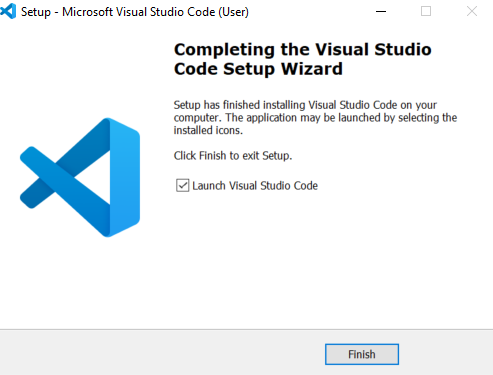 Setup - Microsoft Visual Studio Code (User)
Completing the Visual Studio
Code Setup Wizard
Setup has finished installing Visual Studio Code on your
computer. The application may be launched by selecting the
installed icons.
Click Finish to exit Setup.
Launch Visual Studio Code
Finish